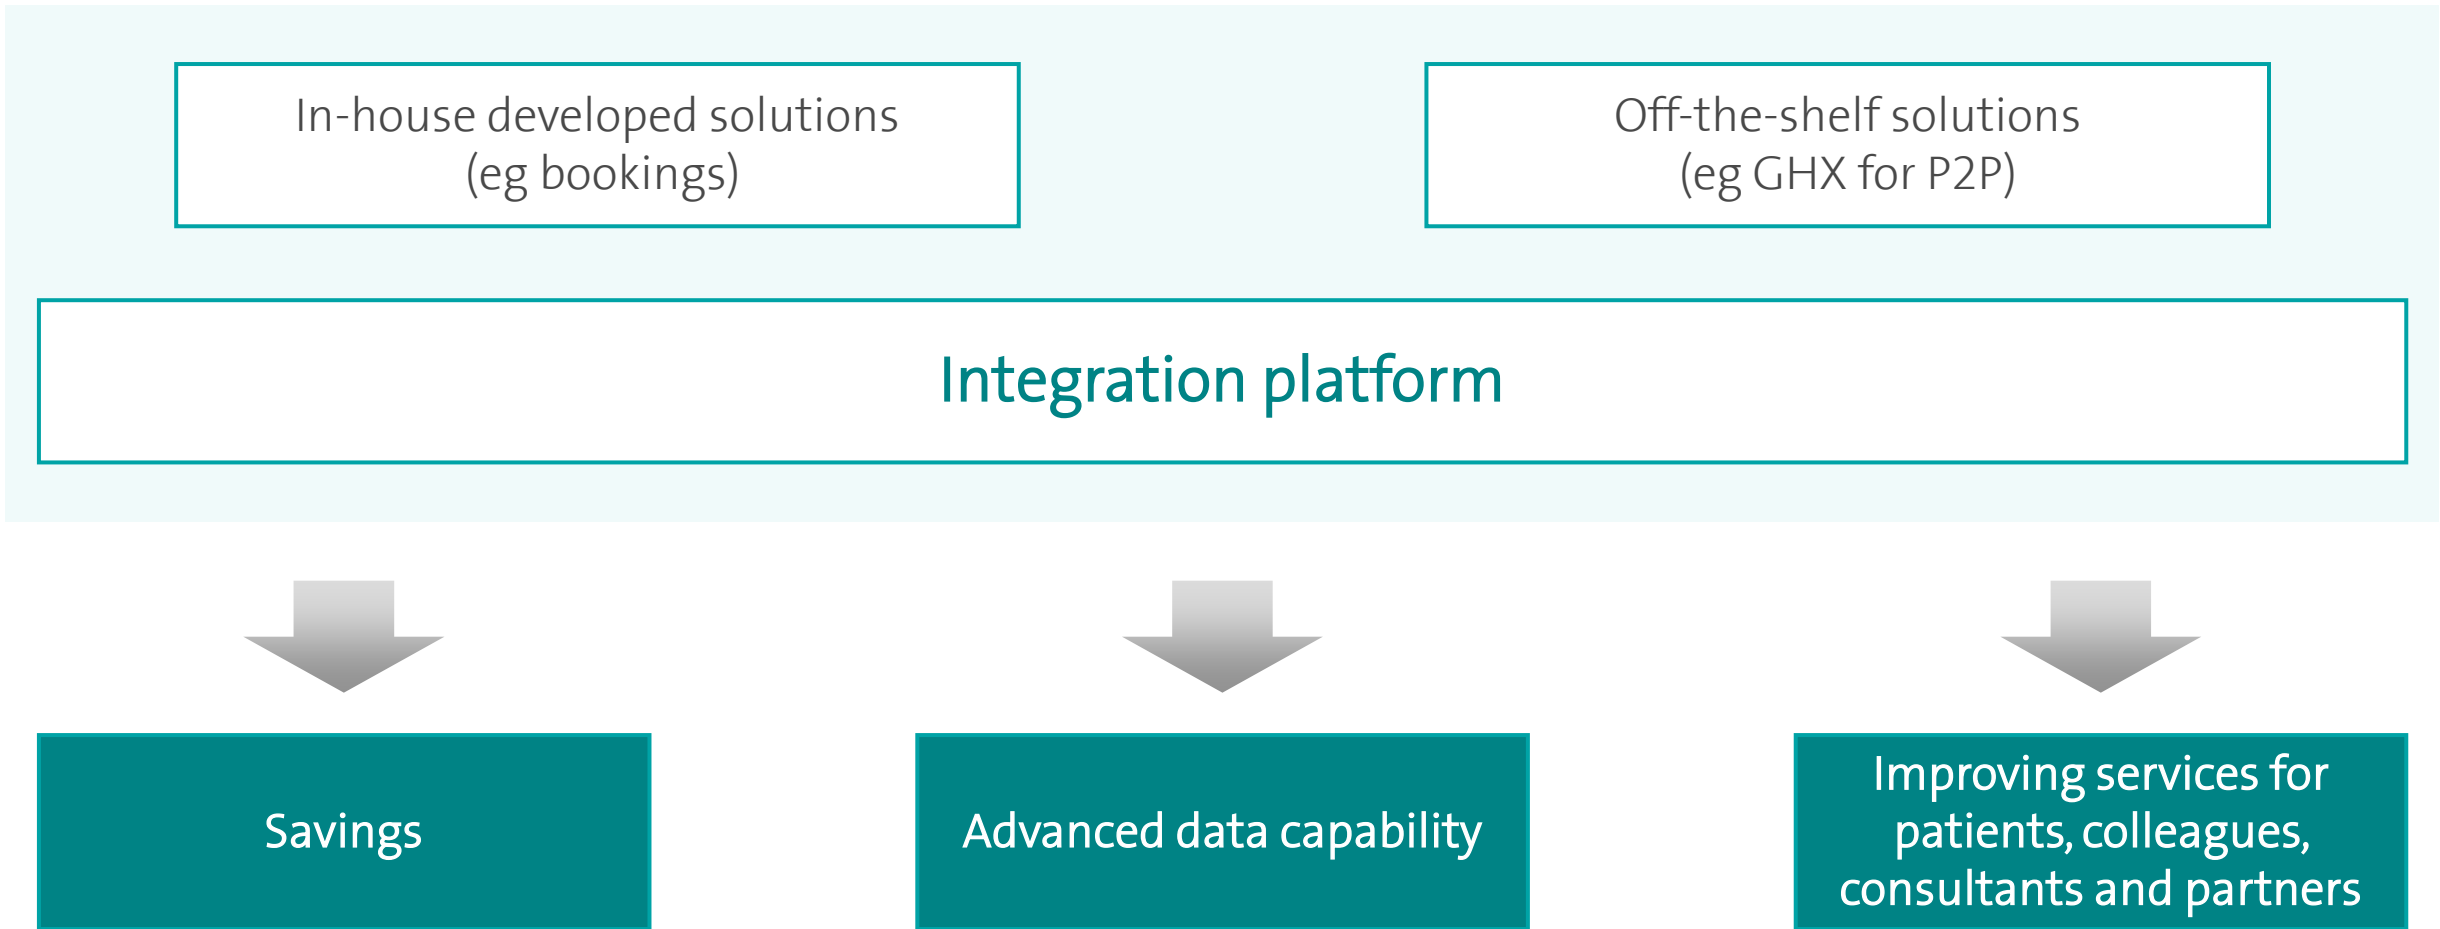 In-house developed solutions
(eg bookings)
Off-the-shelf solutions
(eg GHX for P2P)
Integration platform
Savings
Advanced data capability
Improving services for
patients, colleagues,
consultants and partners